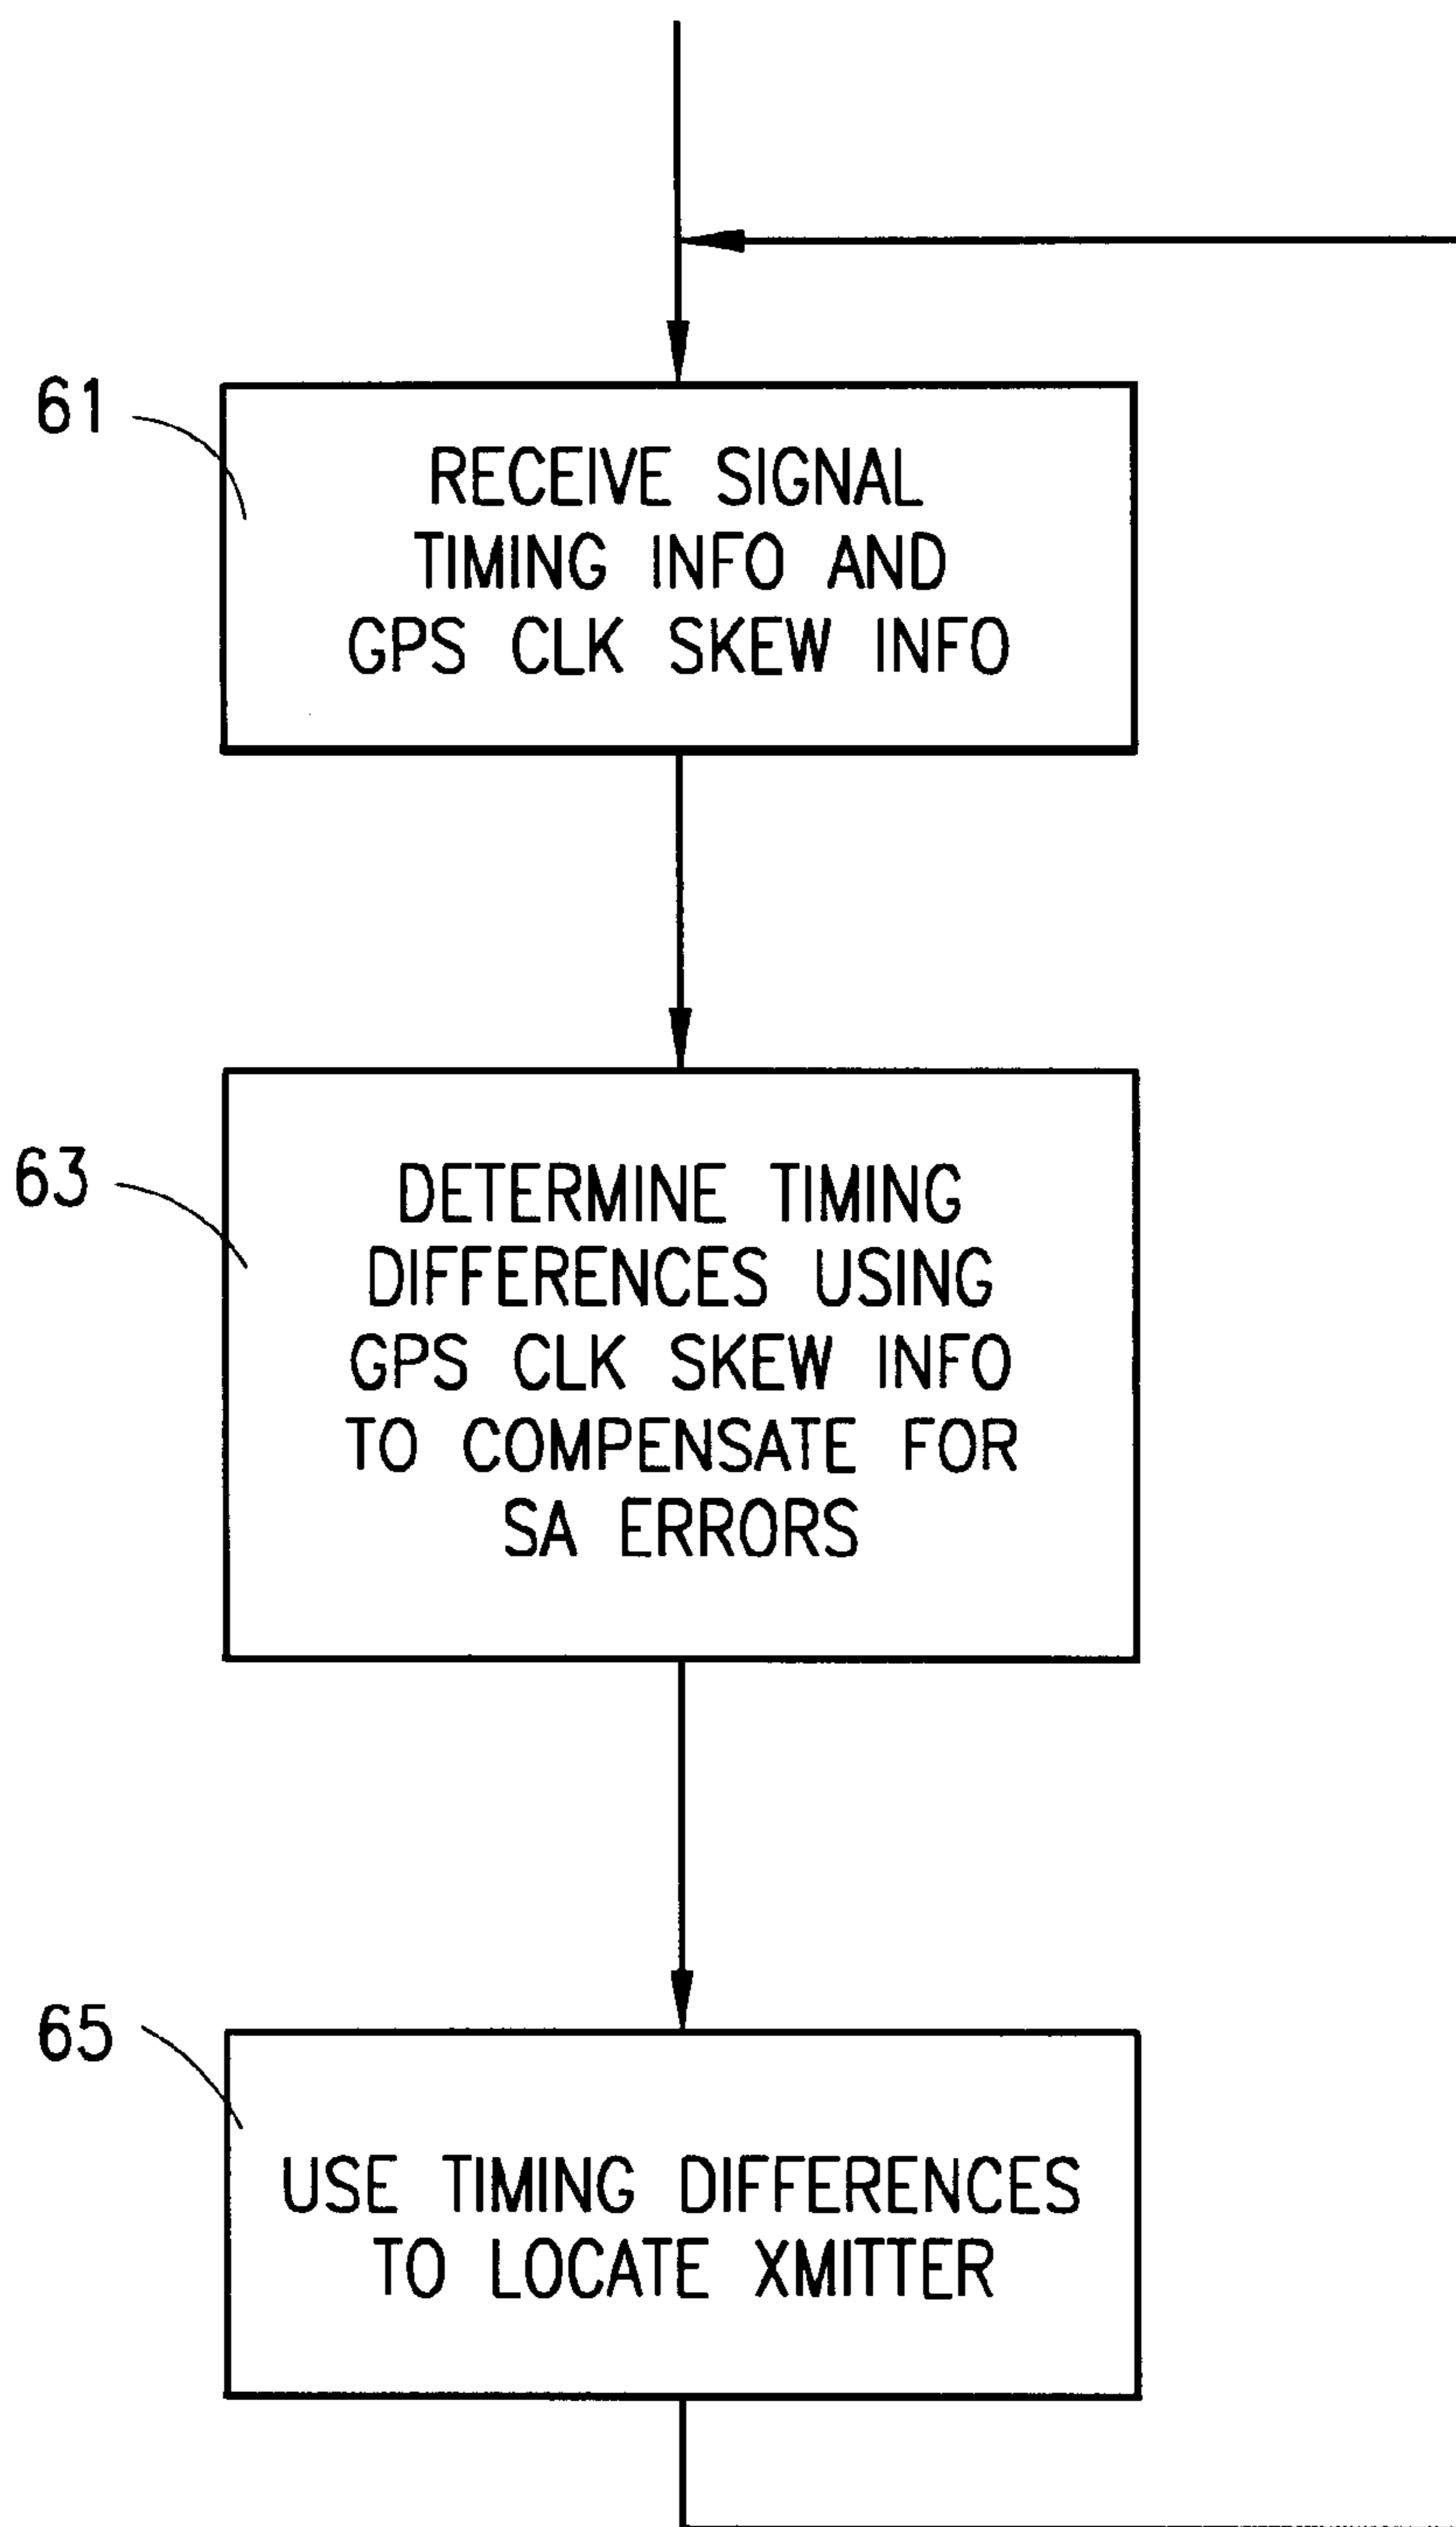 61
RECEIVE SIGNAL
TIMING INFO AND
GPS CLK SKEW INFO
63
DETERMINE TIMING
DIFFERENCES USING
GPS CLK SKEW INFO
TO COMPENSATE FOR
SA ERRORS
65
USE TIMING DIFFERENCES
TO LOCATE XMITTER